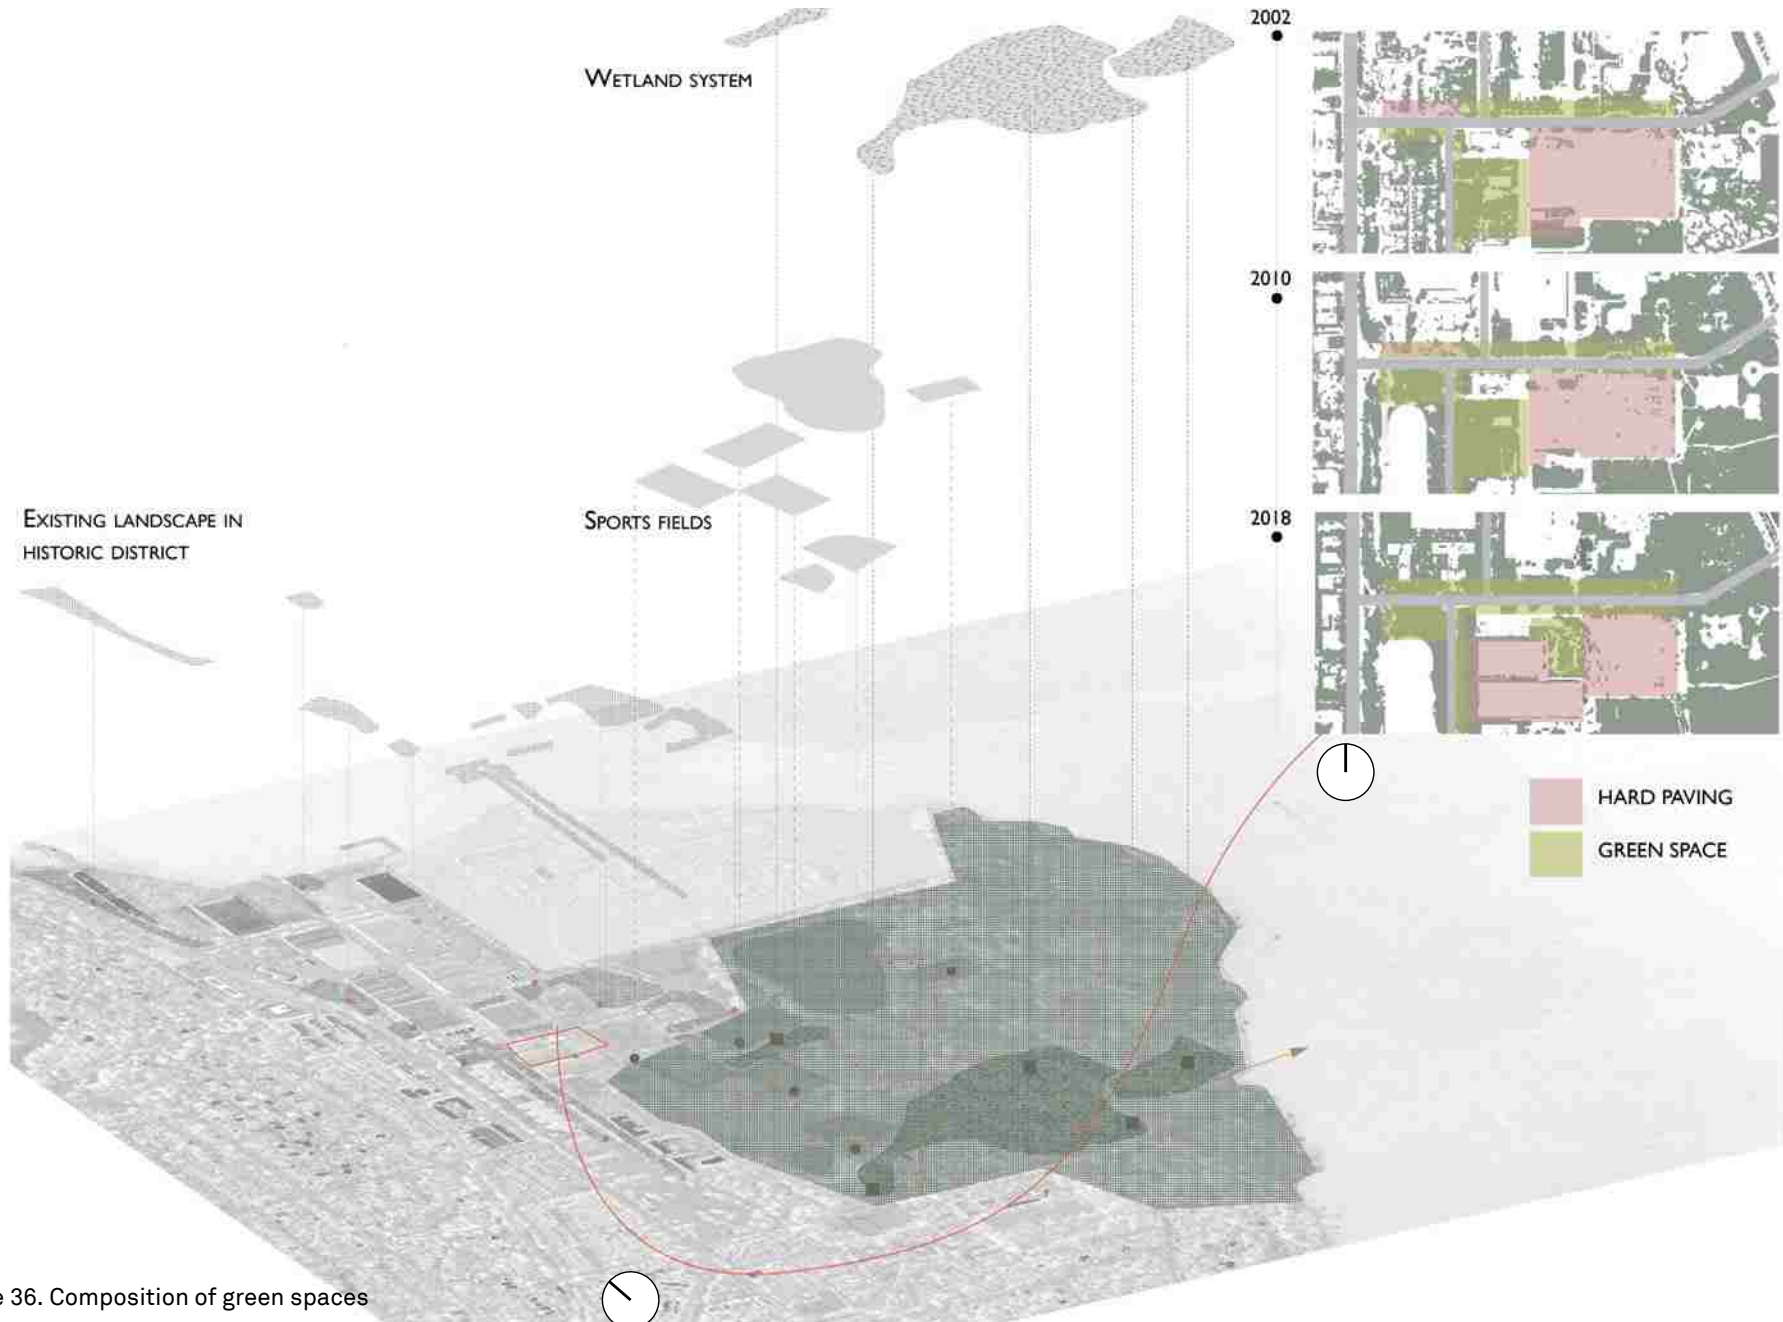 2002
WETLAND SYSTEM
2010
EXISTING LANDSCAPE IN
HISTORIC DISTRICT
SPORTS FIELDS
2018
HARD PAVING
GREEN SPACE
e 36. Composition of green spaces